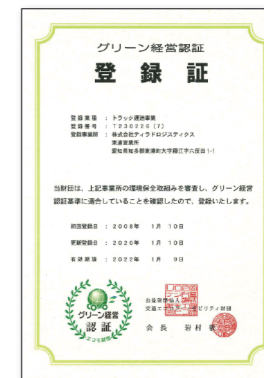 グリーン経営認証
登録証
登録業種 : トラック運送事業
登録番号 : T230226(7)
登録事業所 : 株式会社ティラドロジスティクス
東浦営業所
愛知県知多郡東浦町大字藤江字六反田1-1
当財団は、上記事業所の環境保全取組みを審査し、グリーン経営
認証基準に適合していることを確認したので、登録いたします。
初回登録日 : 2008年 1月 10日
更新登録日 : 2020年 1月 10日
有効期限 : 2022年 1月 9日
グリーン経営
認証
エコモ財団
公益財団法人
交通エコロジー・モビリティ財団
会長 岩村